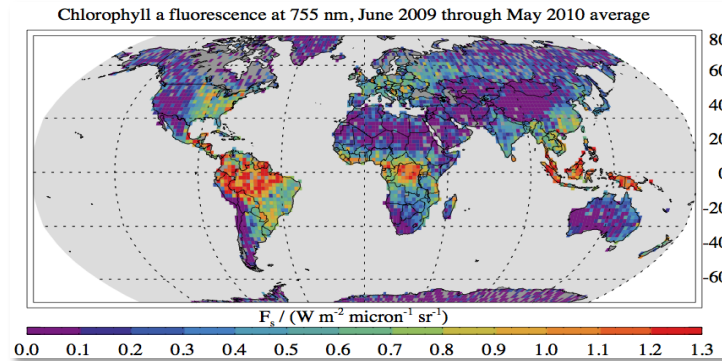 Chlorophyll a fluorescence at 755 nm, June 2009 through May 2010 average
80
60
40
20
0
-20
-40
-60
Fₛ / (W m⁻² micron⁻¹ sr⁻¹)
0.0 0.1 0.2 0.3 0.4 0.5 0.6 0.7 0.8 0.9 1.0 1.1 1.2 1.3